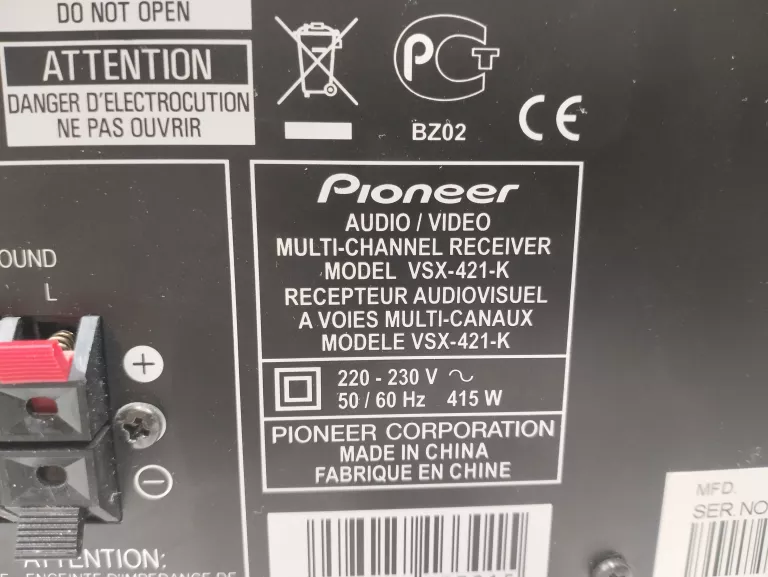 DO NOT OPEN
ATTENTION
DANGER D'ELECTROCUTION
NE PAS OUVRIR
PCT
BZ02
CE
Pioneer
AUDIO / VIDEO
MULTI-CHANNEL RECEIVER
MODEL VSX-421-K
RECEPTEUR AUDIOVISUEL
A VOIES MULTI-CANAUX
MODELE VSX-421-K
220 - 230 V ~
50 / 60 Hz 415 W
PIONEER CORPORATION
MADE IN CHINA
FABRIQUE EN CHINE
OUND
L
+
−
ATTENTION:
MFD.
SER.NO